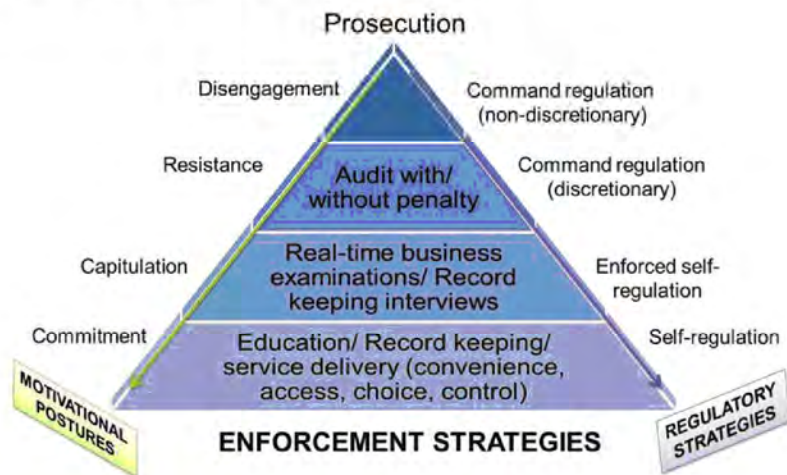 Prosecution
Disengagement
Command regulation
(non-discretionary)
Resistance
Audit with/
without penalty
Command regulation
(discretionary)
Capitulation
Real-time business
examinations/ Record
keeping interviews
Enforced self-
regulation
Commitment
Education/ Record keeping/
service delivery (convenience,
access, choice, control)
Self-regulation
MOTIVATIONAL
POSTURES
ENFORCEMENT STRATEGIES
REGULATORY
STRATEGIES